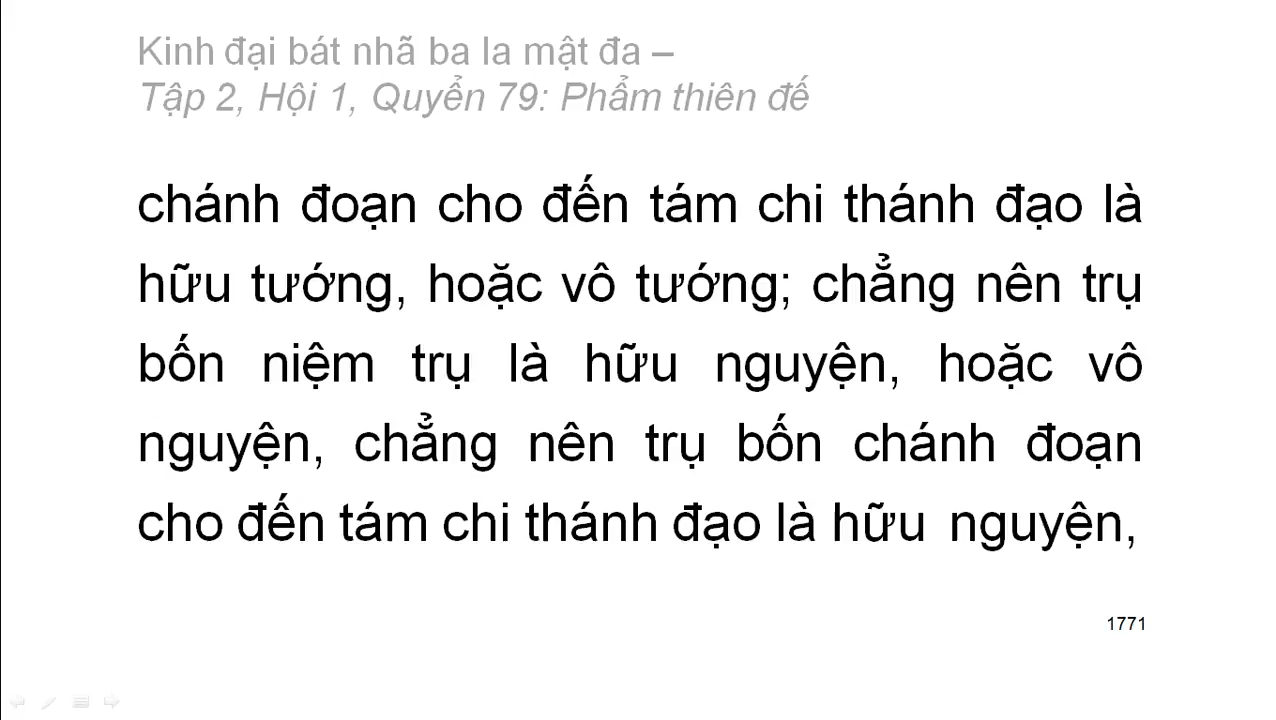 Kinh đại bát nhã ba la mật đa –
Tập 2, Hội 1, Quyển 79: Phẩm thiên đế
chánh đoạn cho đến tám chi thánh đạo là
hữu tướng, hoặc vô tướng; chẳng nên trụ
bốn niệm trụ là hữu nguyện, hoặc vô
nguyện, chẳng nên trụ bốn chánh đoạn
cho đến tám chi thánh đạo là hữu nguyện,
1771